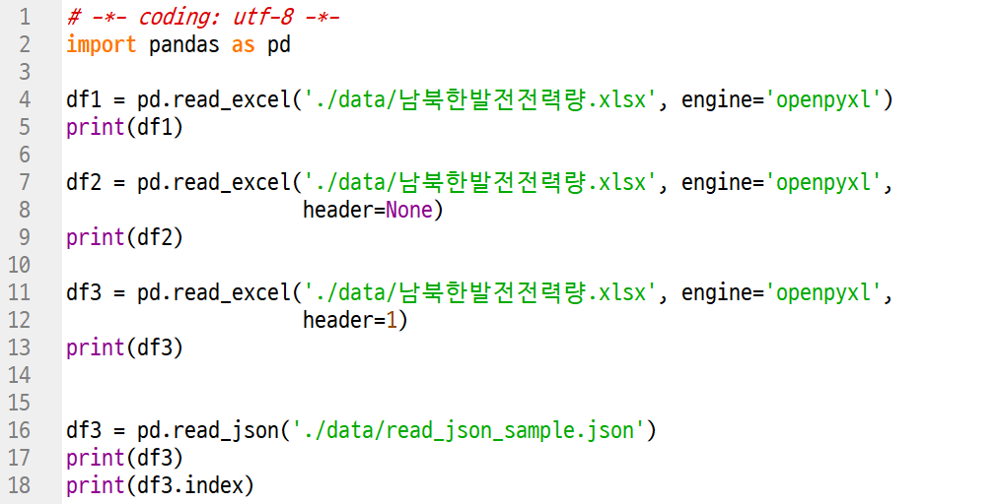 1 # -*- coding: utf-8 -*-
2 import pandas as pd
3
4 df1 = pd.read_excel('./data/남북한발전전력량.xlsx', engine='openpyxl')
5 print(df1)
6
7 df2 = pd.read_excel('./data/남북한발전전력량.xlsx', engine='openpyxl',
8                     header=None)
9 print(df2)
10
11 df3 = pd.read_excel('./data/남북한발전전력량.xlsx', engine='openpyxl',
12                     header=1)
13 print(df3)
14
15
16 df3 = pd.read_json('./data/read_json_sample.json')
17 print(df3)
18 print(df3.index)